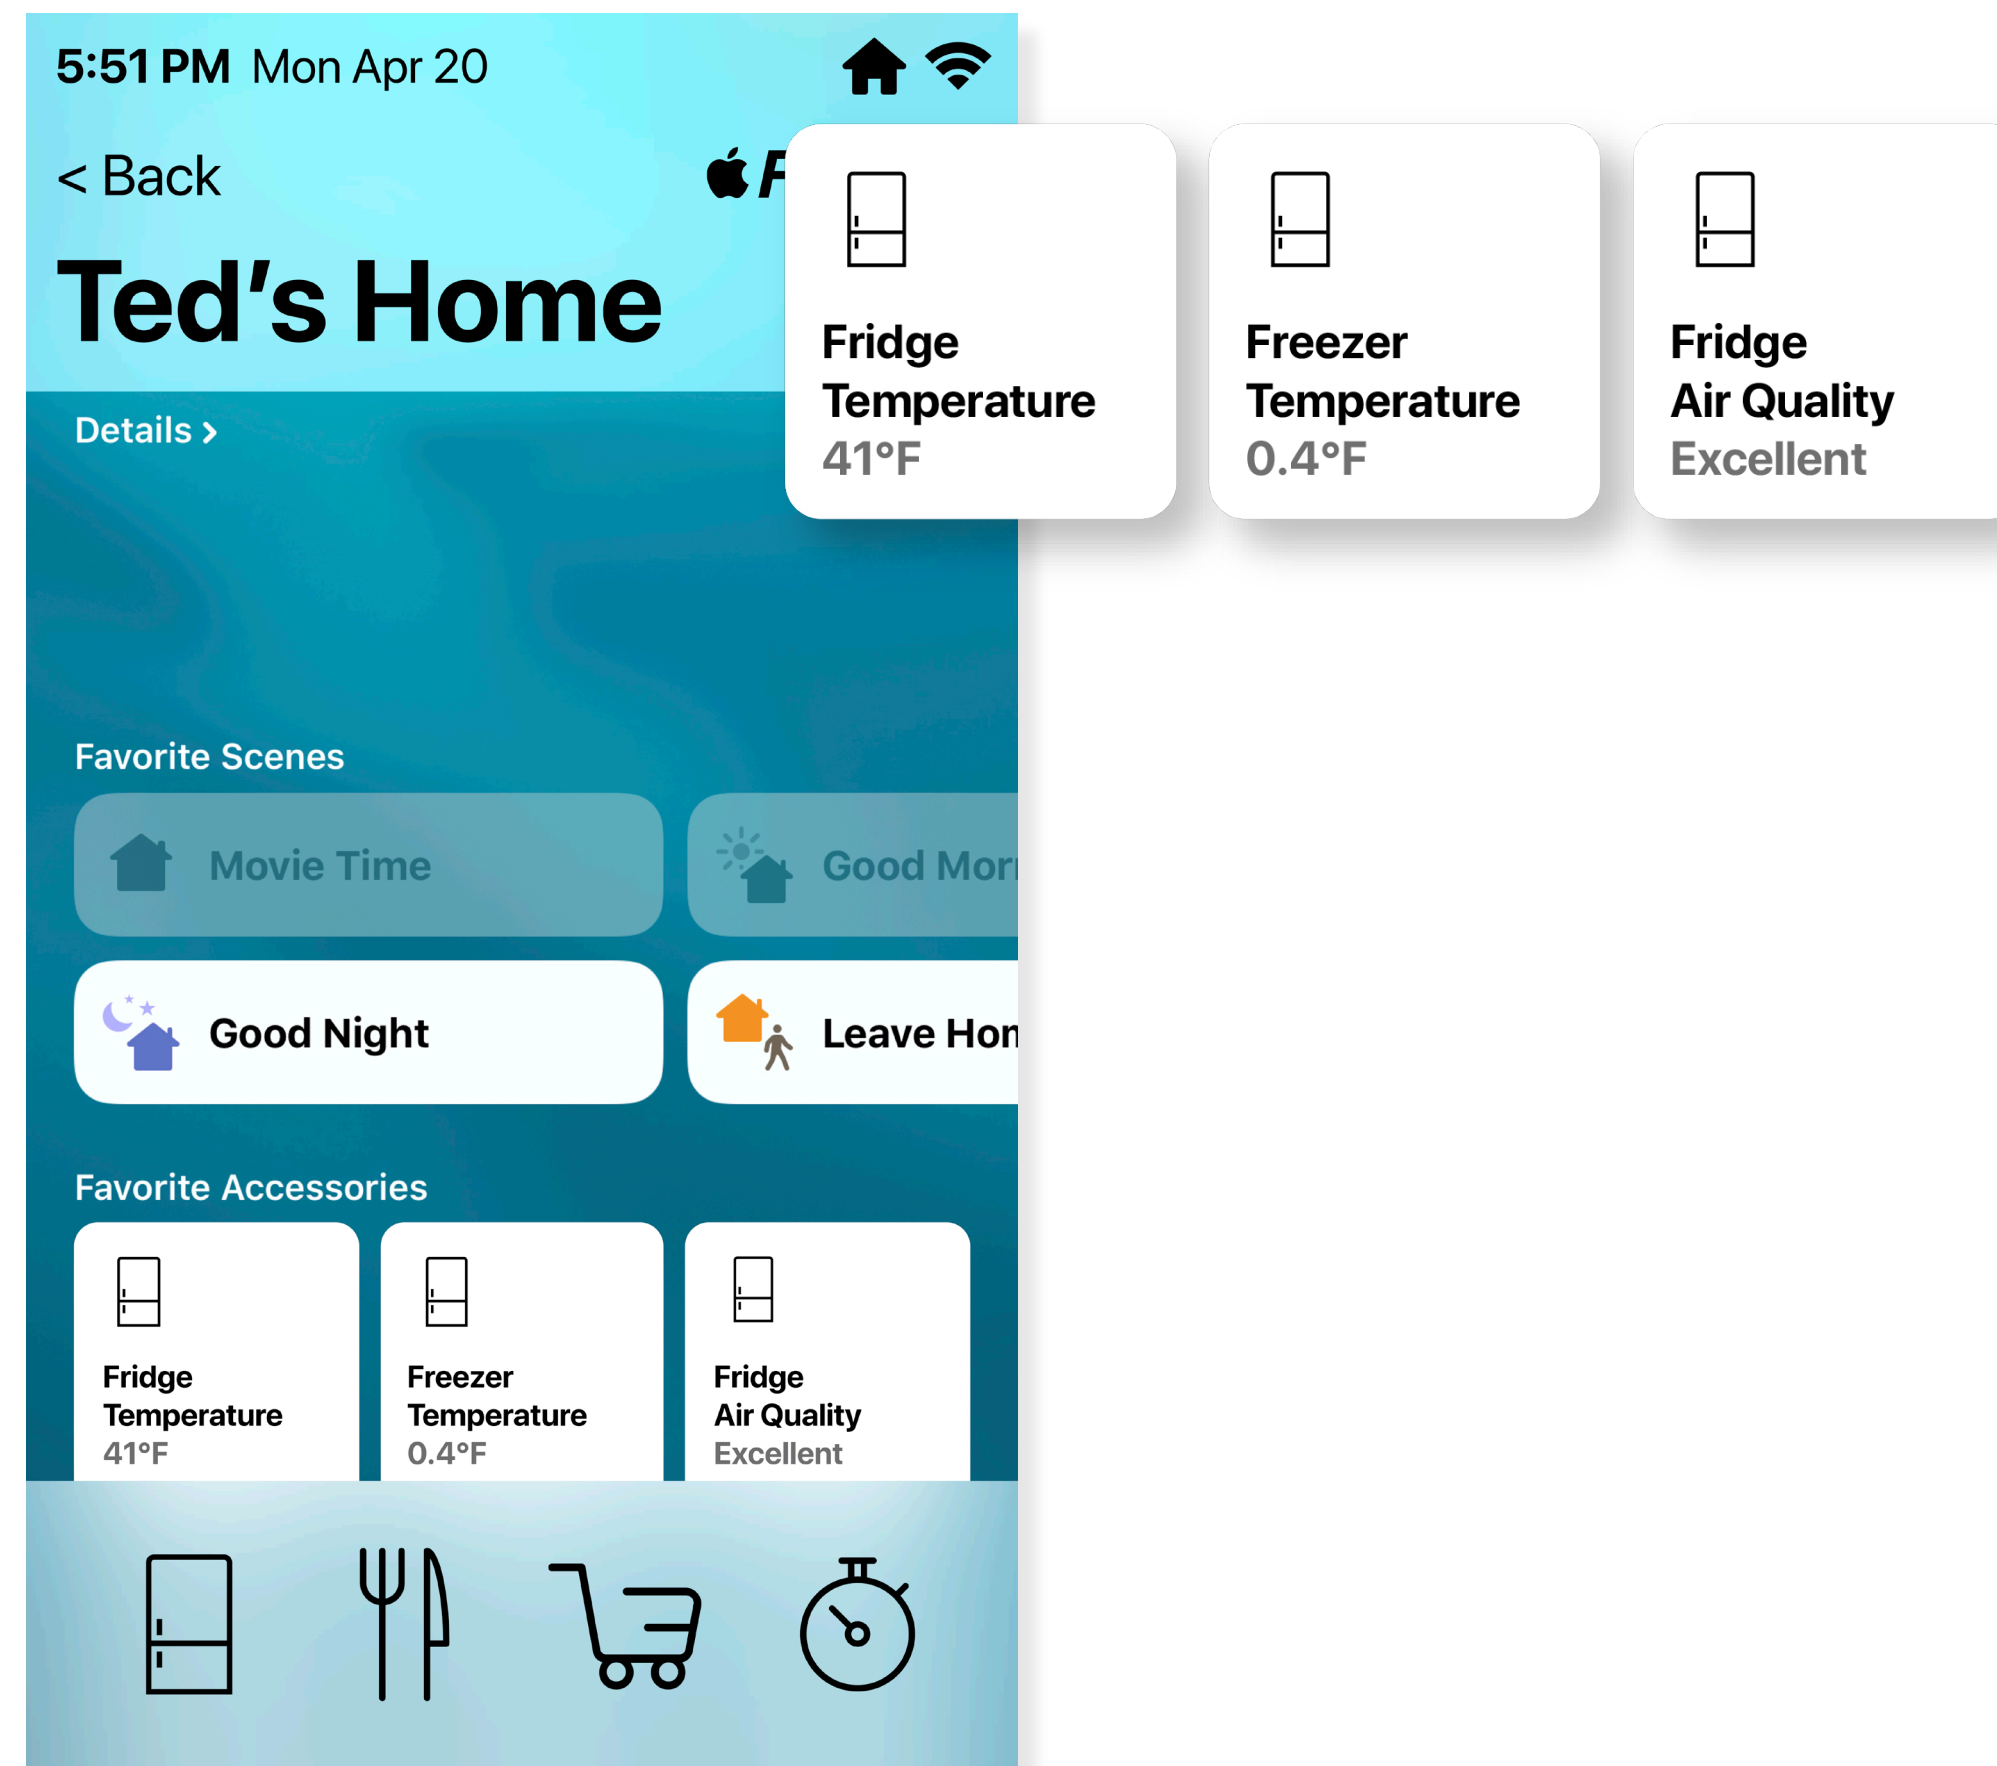 5:51 PM Mon Apr 20
< Back
F
Ted’s Home
Details >
Fridge
Temperature
41°F
Freezer
Temperature
0.4°F
Fridge
Air Quality
Excellent
Favorite Scenes
Movie Time
Good Morn
Good Night
Leave Hom
Favorite Accessories
Fridge
Temperature
41°F
Freezer
Temperature
0.4°F
Fridge
Air Quality
Excellent